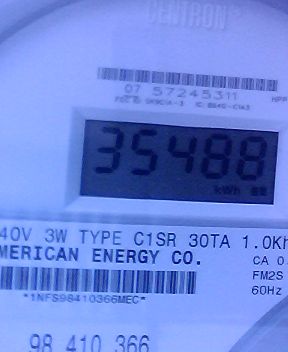 CENTRON®
07 57245311
35488
kWh
40V 3W TYPE C1SR 30TA 1.0Kh
MERICAN ENERGY CO.
CA 0.
FM2S
60Hz
*1NFS98410366MEC*
98 410 366